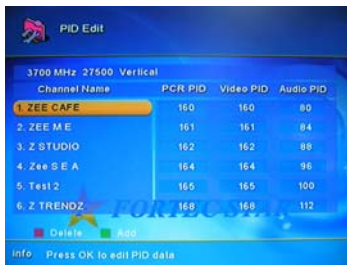 PID Edit
3700 MHz 27500 Vertical
Channel Name PCR PID Video PID Audio PID
1. ZEE CAFE 160 160 80
2. ZEE M E 161 161 84
3. Z STUDIO 162 162 88
4. Zee S E A 164 164 96
5. Test 2 165 165 100
6. Z TRENDZ 168 168 112
FORTEC STAR
Delete Add
Info Press OK to edit PID data